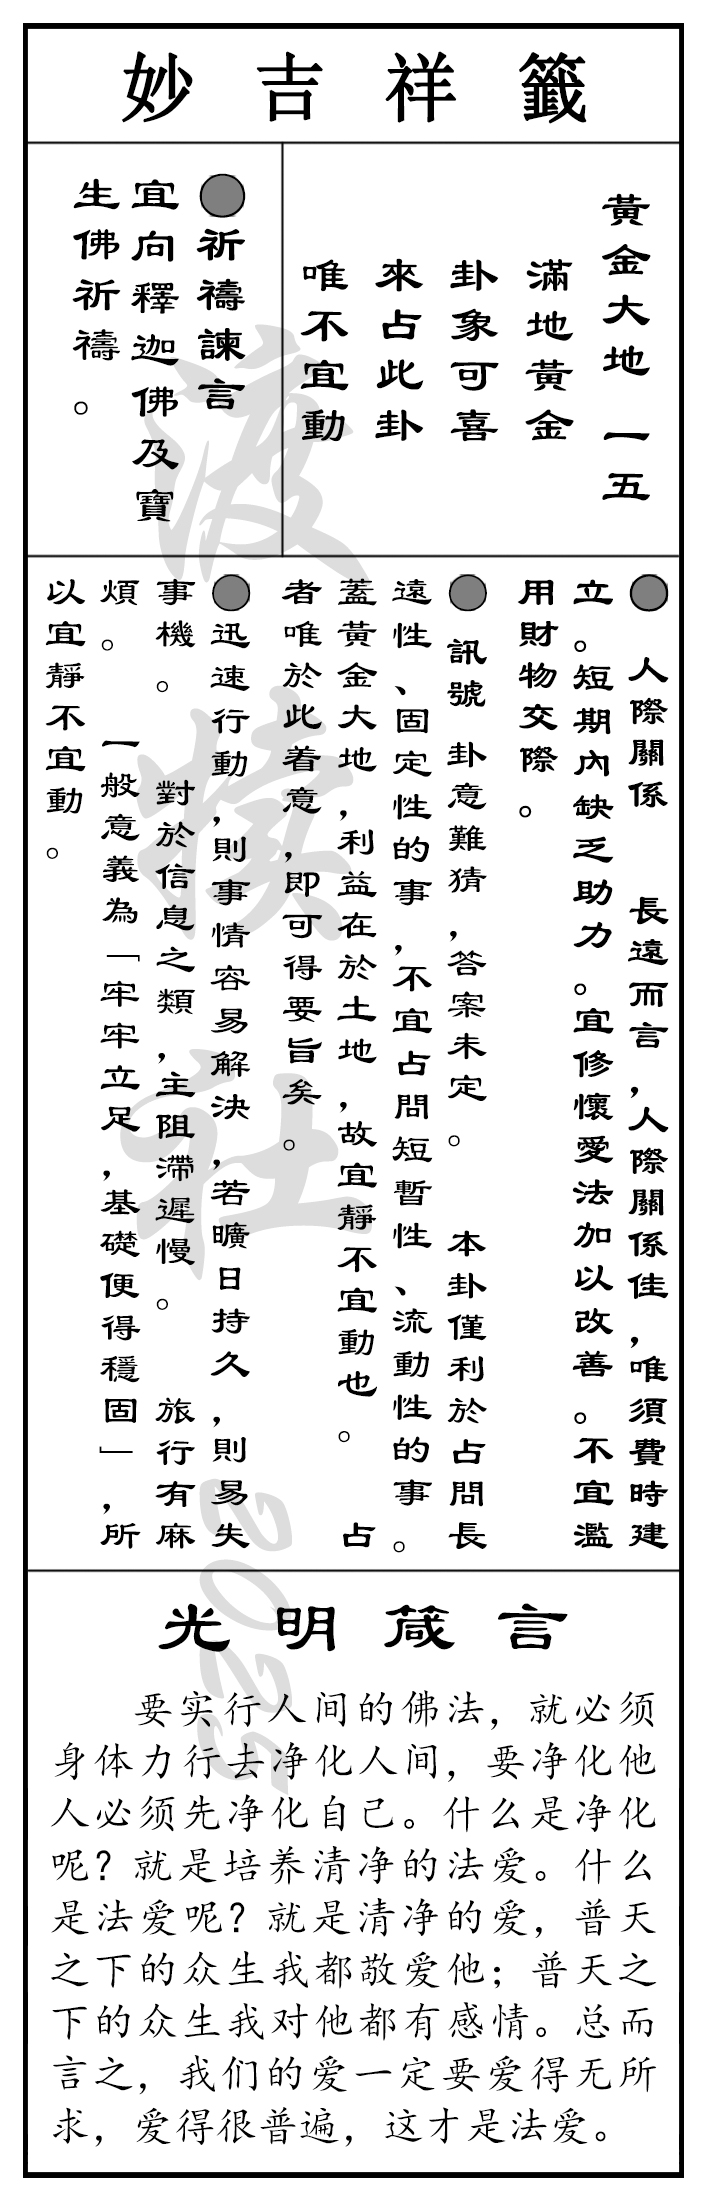 妙吉祥籤
黃金大地 一五
滿地黃金
卦象可喜
來占此卦
唯不宜動
●祈禱諫言
宜向釋迦佛及寶
生佛祈禱。
● 人際關係 長遠而言，人際關係佳，唯須費時建
立。短期內缺乏助力。宜修懷愛法加以改善。不宜濫
用財物交際。
● 訊號 卦意難猜，答案未定。 本卦僅利於占問長
遠性、固定性的事，不宜占問短暫性、流動性的事。
蓋黃金大地，利益在於土地，故宜靜不宜動也。 占
者唯於此着意，即可得要旨矣。
●迅速行動，則事情容易解決，若曠日持久，則易失
事機。 對於信息之類，主阻滯遲慢。 旅行有麻
煩。 一般意義為「牢牢立足，基礎便得穩固」，所
以宜靜不宜動。
光明箴言
要实行人间的佛法，就必须
身体力行去净化人间，要净化他
人必须先净化自己。什么是净化
呢？就是培养清净的法爱。什么
是法爱呢？就是清净的爱，普天
之下的众生我都敬爱他；普天之
下的众生我对他都有感情。总而
言之，我们的爱一定要爱得无所
求，爱得很普遍，这才是法爱。
2025